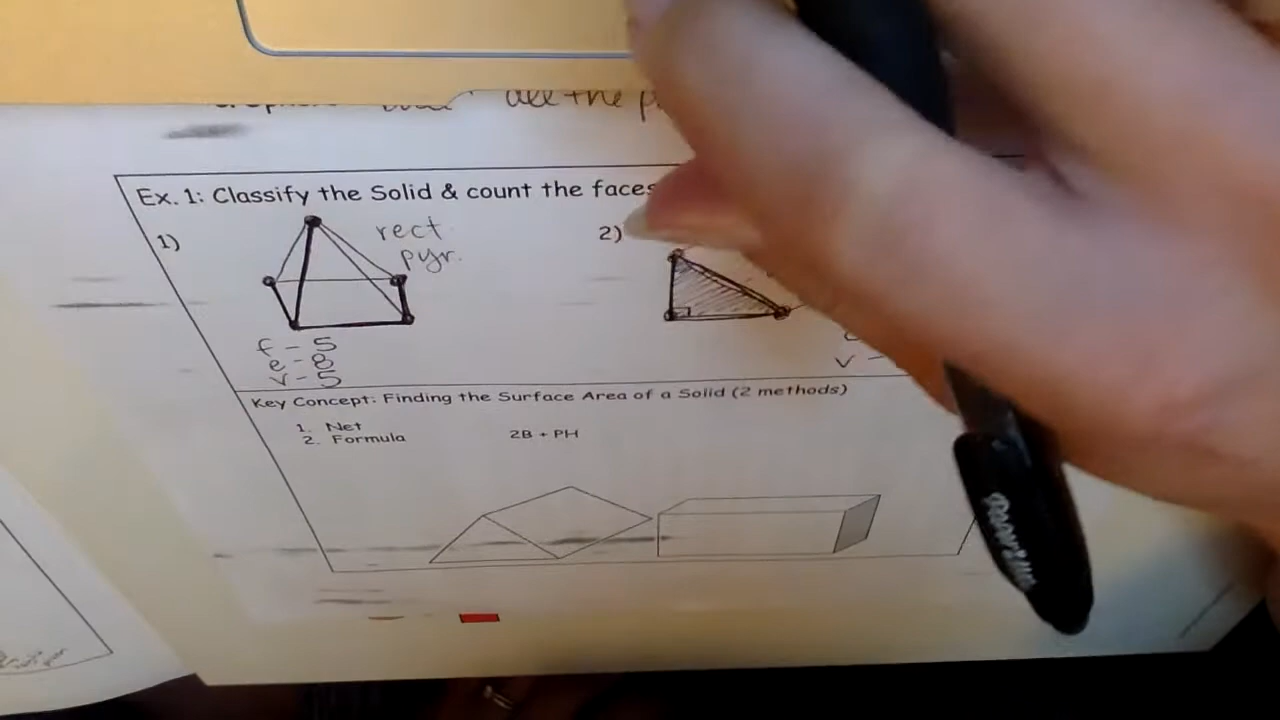 all the
Ex. 1: Classify the Solid & count the faces
1)
rect
pyr.
2)
f - 5
e - 8
v - 5
v -
Key Concept: Finding the Surface Area of a Solid (2 methods)
1. Net
2. Formula
2B + PH